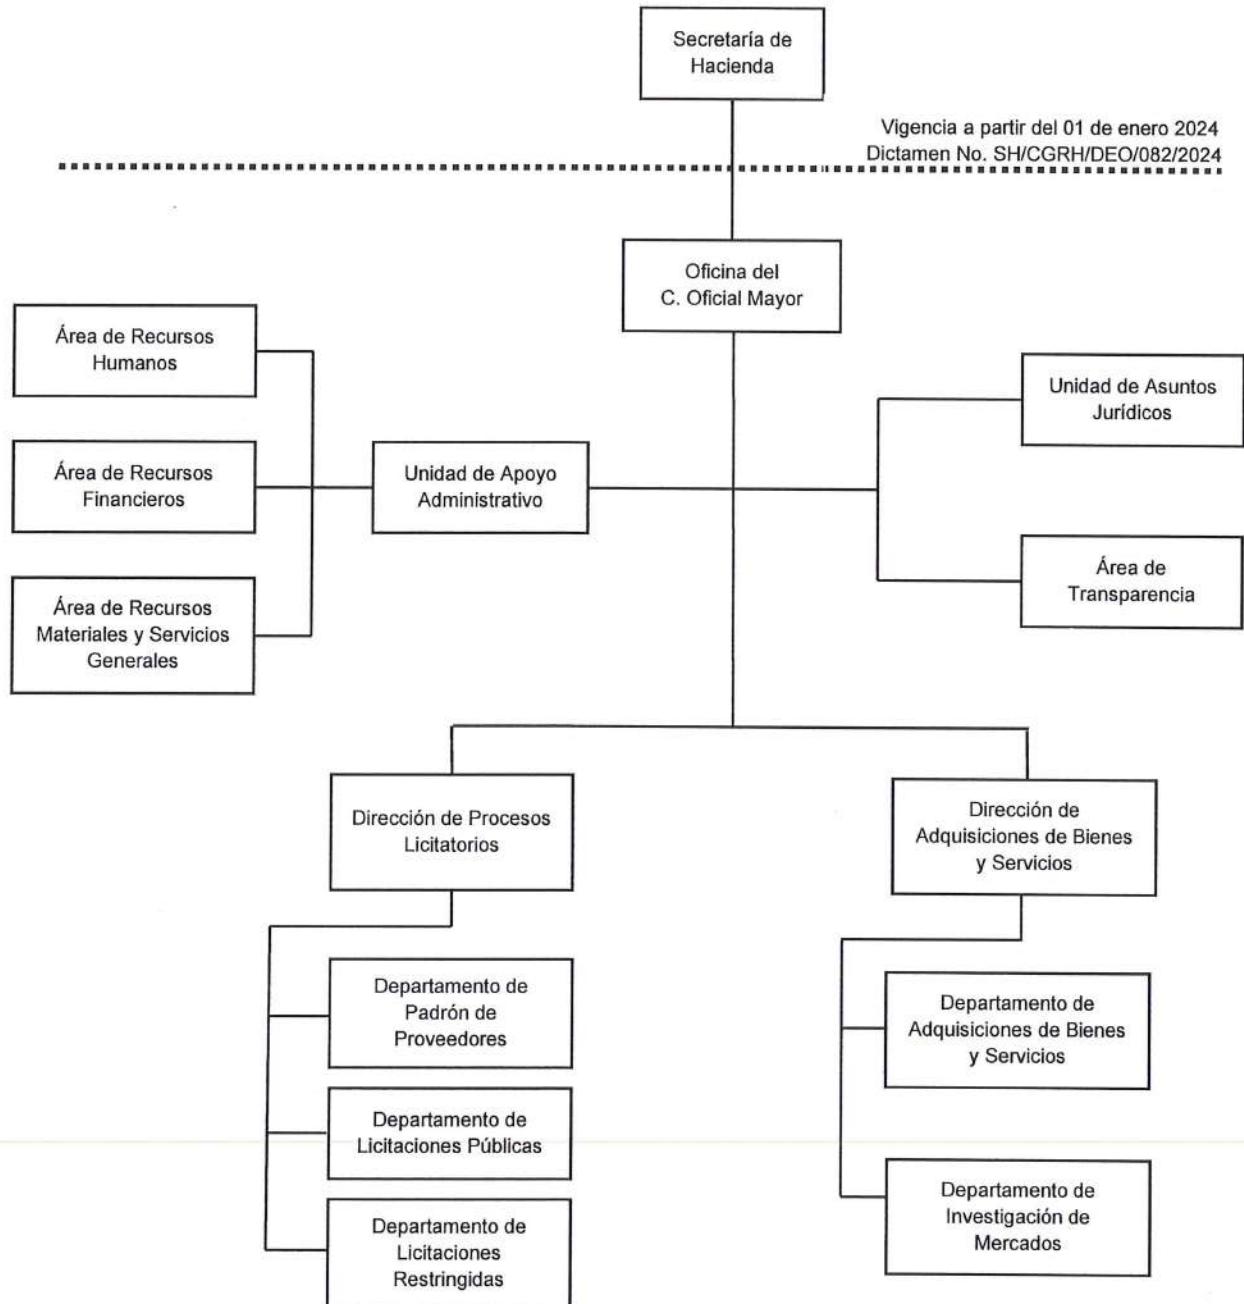 Secretaría de
Hacienda
Vigencia a partir del 01 de enero 2024
Dictamen No. SH/CGRH/DEO/082/2024
Oficina del
C. Oficial Mayor
Área de Recursos
Humanos
Unidad de Asuntos
Jurídicos
Área de Recursos
Financieros
Unidad de Apoyo
Administrativo
Área de
Transparencia
Área de Recursos
Materiales y Servicios
Generales
Dirección de Procesos
Licitatorios
Dirección de
Adquisiciones de Bienes
y Servicios
Departamento de
Padrón de
Proveedores
Departamento de
Adquisiciones de Bienes
y Servicios
Departamento de
Licitaciones Públicas
Departamento de
Licitaciones
Restringidas
Departamento de
Investigación de
Mercados